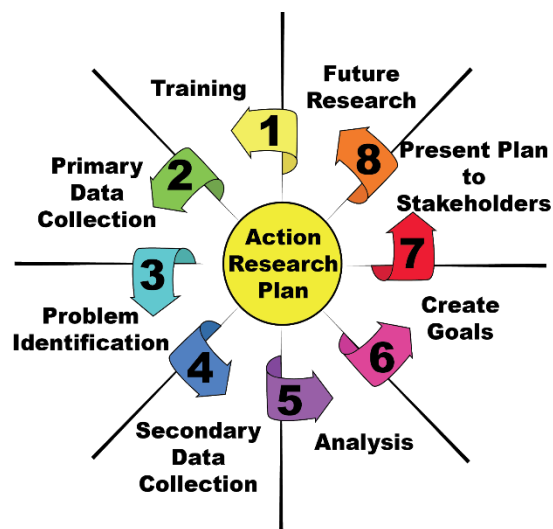 Training
1
Primary
Data
Collection
2
Problem
Identification
3
Secondary
Data
Collection
4
Analysis
5
Create
Goals
6
Present Plan
to
Stakeholders
7
Future
Research
8
Action
Research
Plan